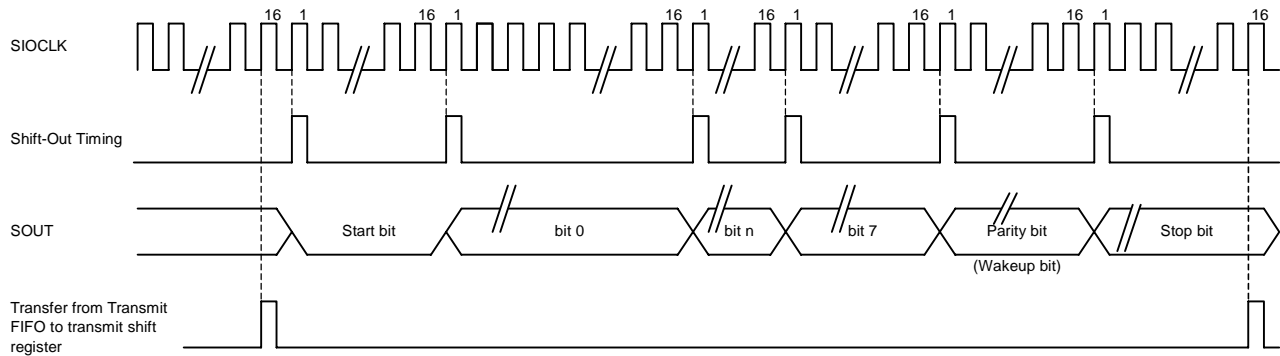 16 1 16 1 16 1 16 1 16 1 16 1 16
SIOCLK
Shift-Out Timing
SOUT
Start bit
bit 0
bit n
bit 7
Parity bit
(Wakeup bit)
Stop bit
Transfer from Transmit
FIFO to transmit shift
register